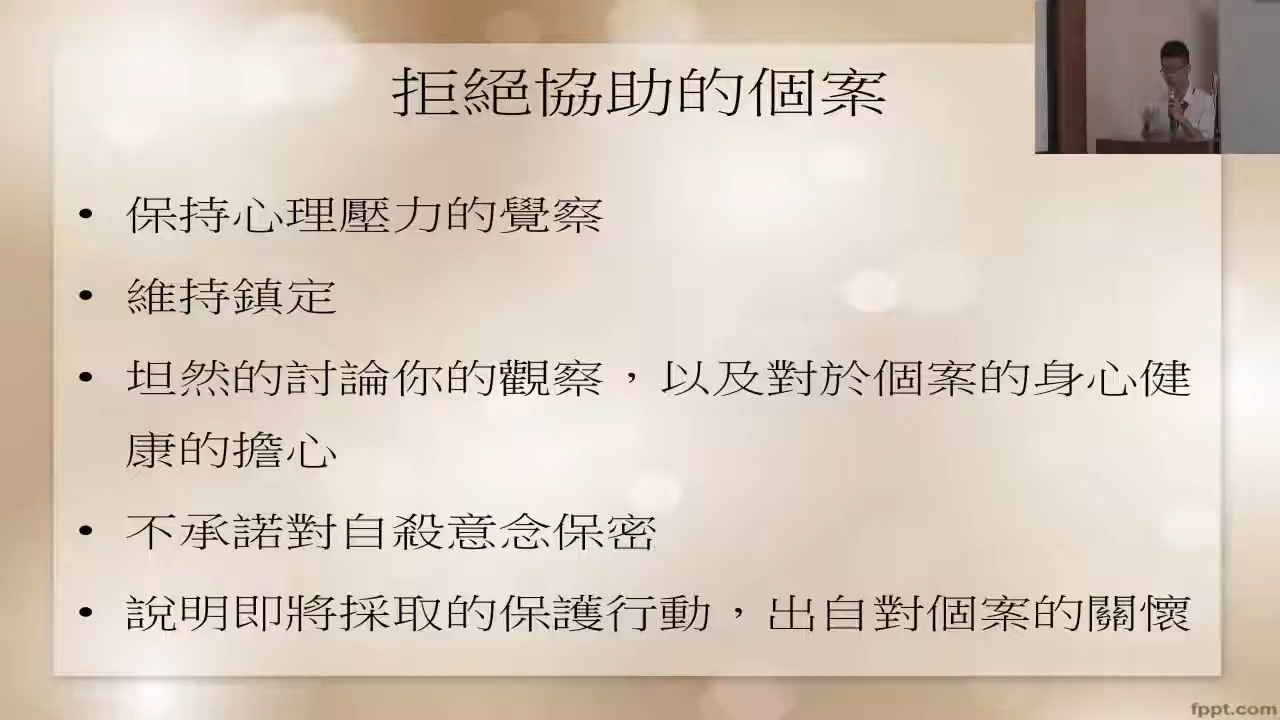 拒絕協助的個案
• 保持心理壓力的覺察
• 維持鎮定
• 坦然的討論你的觀察，以及對於個案的身心健
康的擔心
• 不承諾對自殺意念保密
• 說明即將採取的保護行動，出自對個案的關懷
fppt.com